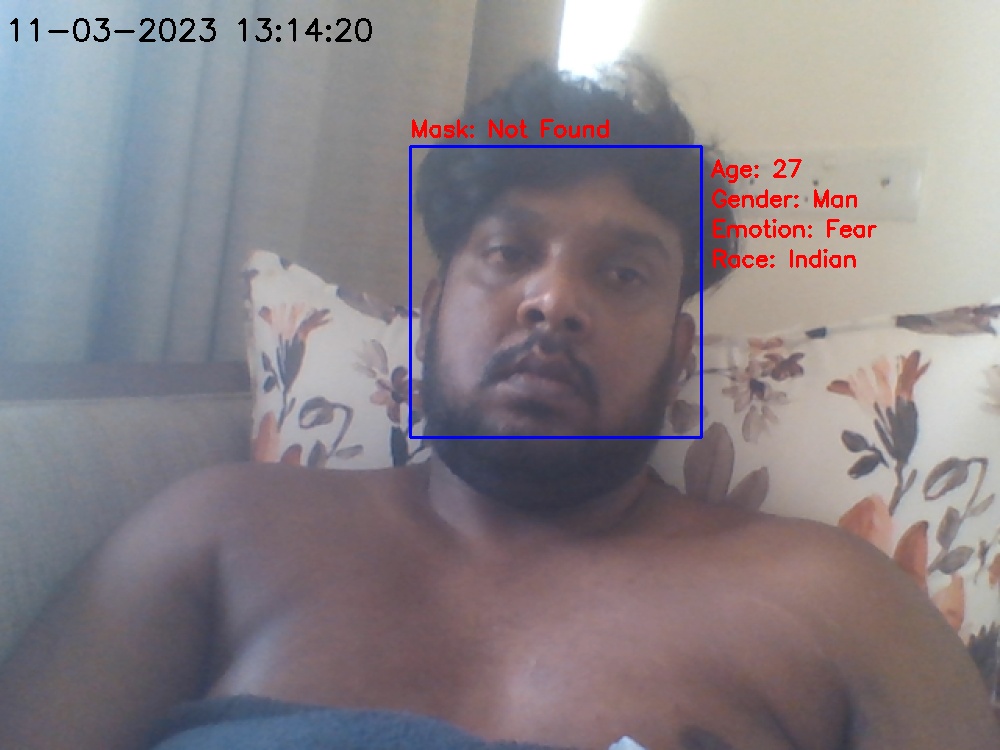 11-03-2023 13:14:20
Mask: Not Found
Age: 27
Gender: Man
Emotion: Fear
Race: Indian